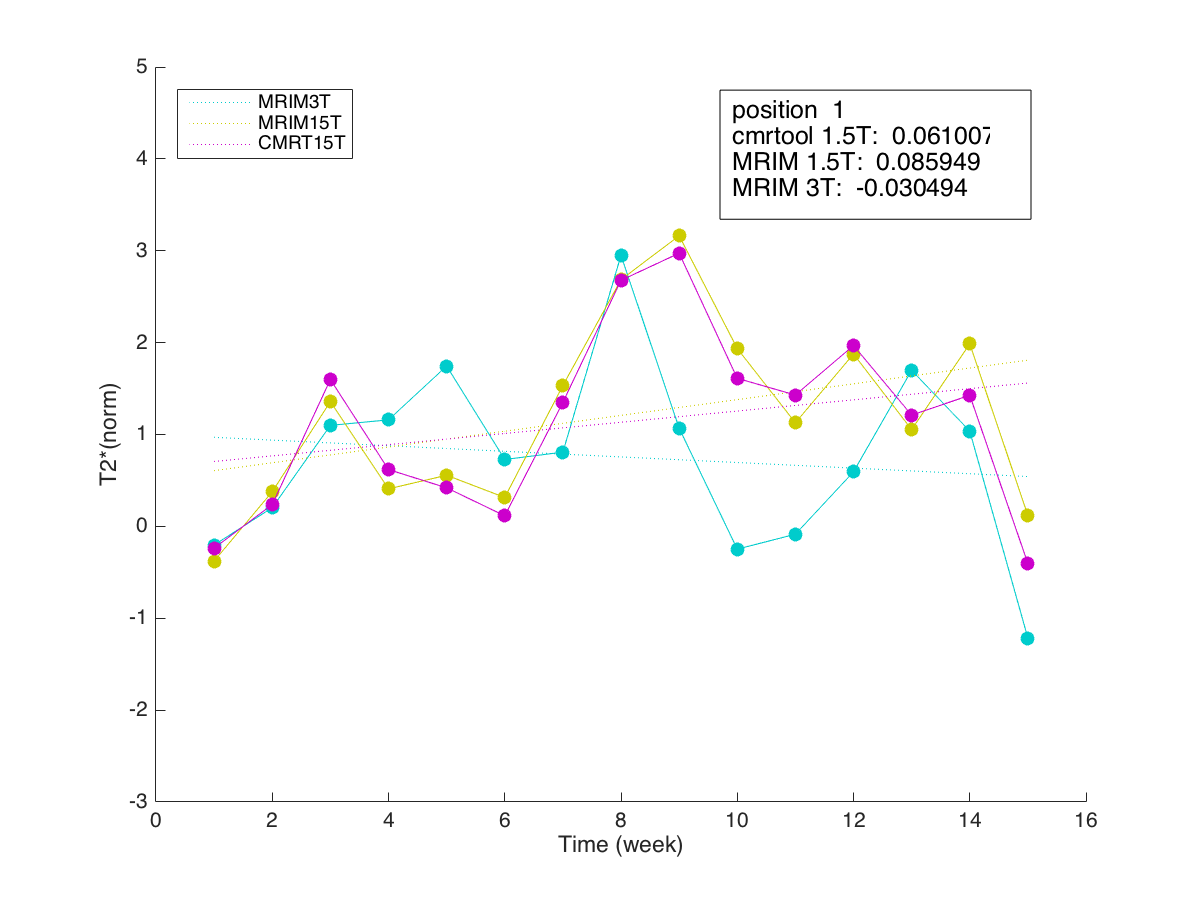 5
4
3
2
1
0
-1
-2
-3
0 2 4 6 8 10 12 14 16
T2*(norm)
Time (week)
MRIM3T
MRIM15T
CMRT15T
position 1
cmrtool 1.5T: 0.061007
MRIM 1.5T: 0.085949
MRIM 3T: -0.030494